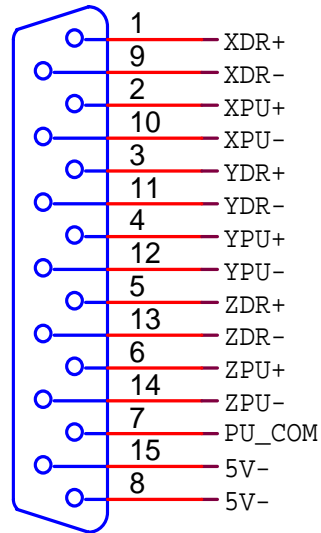 1 XDR+
9 XDR-
2 XPU+
10 XPU-
3 YDR+
11 YDR-
4 YPU+
12 YPU-
5 ZDR+
13 ZDR-
6 ZPU+
14 ZPU-
7 PU_COM
15 5V-
8 5V-